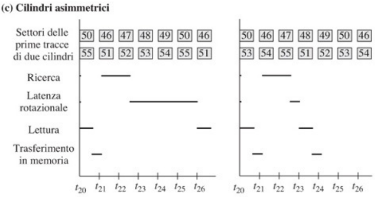 (c) Cilindri asimmetrici
Settori delle
prime tracce
di due cilindri
50 46 47 48 49 50 46
55 51 52 53 54 55 51
50 46 47 48 49 50 46
53 54 55 51 52 53 54
Ricerca
Latenza
rotazionale
Lettura
Trasferimento
in memoria
t20 t21 t22 t23 t24 t25 t26
t20 t21 t22 t23 t24 t25 t26